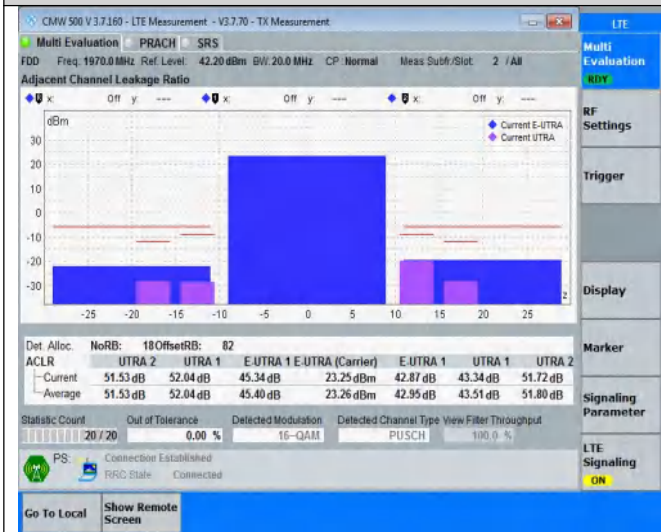 CMW 500 V 3.7.160 - LTE Measurement - V3.7.70 - TX Measurement
LTE
Multi Evaluation PRACH SRS
Multi Evaluation
RDY
FDD Freq: 1970.0 MHz Ref. Level: 42.20 dBm BW: 20.0 MHz CP: Normal Meas Subfr/Slot: 2 / All
Adjacent Channel Leakage Ratio
x: Off y: --- x: Off y: --- x: Off y: ---
dBm
Current E-UTRA
Current UTRA
30
20
10
0
-10
-20
-30
-25 -20 -15 -10 -5 0 5 10 15 20 25
z
RF Settings
Trigger
Display
Marker
Signaling Parameter
LTE Signaling
ON
Det. Alloc. NoRB: 18 OffsetRB: 82
ACLR UTRA 2 UTRA 1 E-UTRA 1 E-UTRA (Carrier) E-UTRA 1 UTRA 1 UTRA 2
Current 51.53 dB 52.04 dB 45.34 dB 23.25 dBm 42.87 dB 43.34 dB 51.72 dB
Average 51.53 dB 52.04 dB 45.40 dB 23.26 dBm 42.95 dB 43.51 dB 51.80 dB
Statistic Count Out of Tolerance Detected Modulation Detected Channel Type View Filter Throughput
20 / 20 0.00 % 16-QAM PUSCH 100.0 %
PS: Connection Established
RRC State Connected
Go To Local
Show Remote Screen